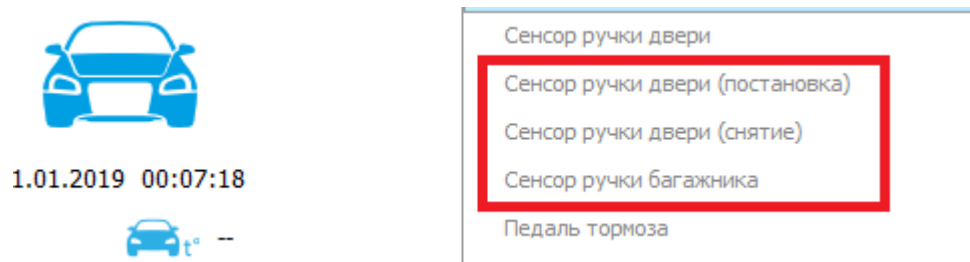 1.01.2019 00:07:18
t° --
Сенсор ручки двери
Сенсор ручки двери (постановка)
Сенсор ручки двери (снятие)
Сенсор ручки багажника
Педаль тормоза